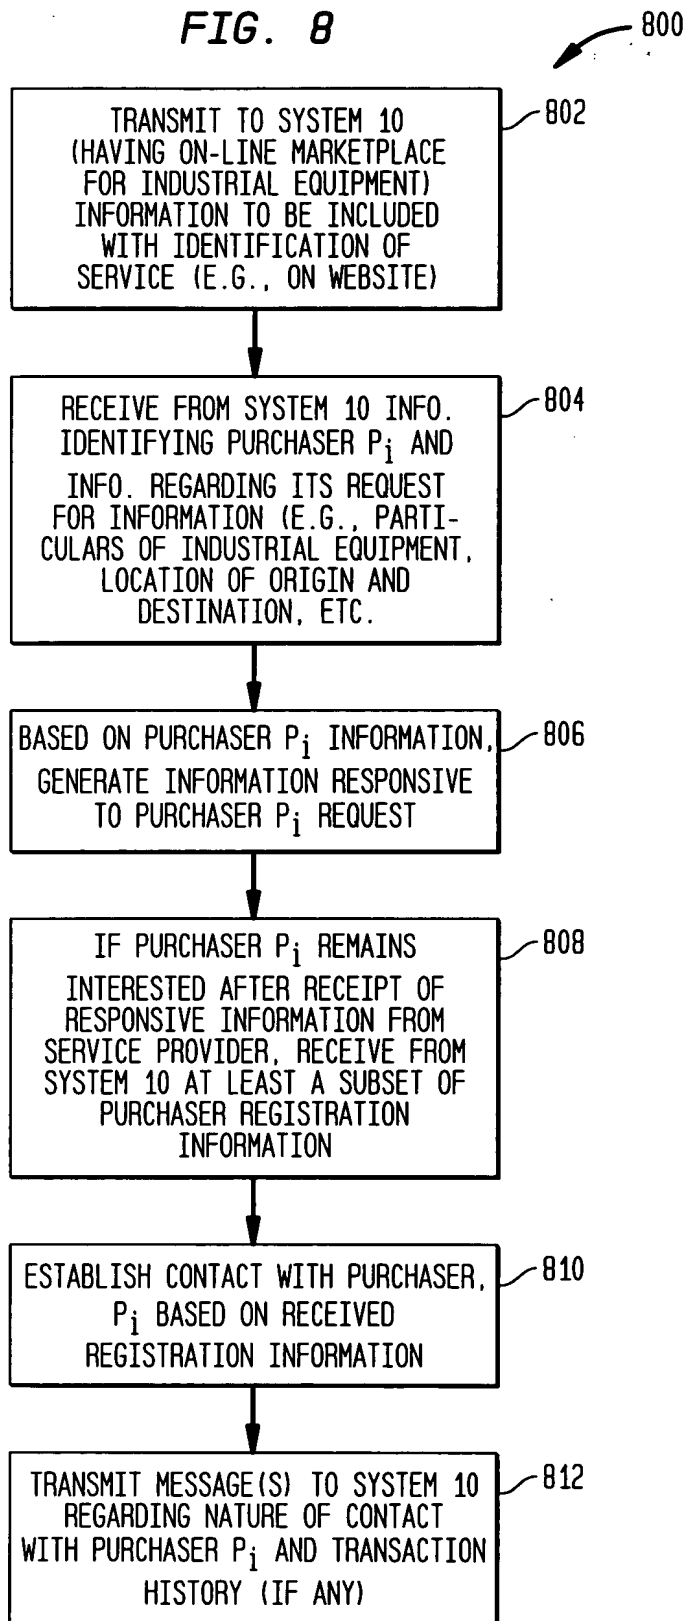 FIG. 8
800
802
TRANSMIT TO SYSTEM 10
(HAVING ON-LINE MARKETPLACE
FOR INDUSTRIAL EQUIPMENT)
INFORMATION TO BE INCLUDED
WITH IDENTIFICATION OF
SERVICE (E.G., ON WEBSITE)
804
RECEIVE FROM SYSTEM 10 INFO.
IDENTIFYING PURCHASER Pi AND
INFO. REGARDING ITS REQUEST
FOR INFORMATION (E.G., PARTI-
CULARS OF INDUSTRIAL EQUIPMENT,
LOCATION OF ORIGIN AND
DESTINATION, ETC.
806
BASED ON PURCHASER Pi INFORMATION,
GENERATE INFORMATION RESPONSIVE
TO PURCHASER Pi REQUEST
808
IF PURCHASER Pi REMAINS
INTERESTED AFTER RECEIPT OF
RESPONSIVE INFORMATION FROM
SERVICE PROVIDER, RECEIVE FROM
SYSTEM 10 AT LEAST A SUBSET OF
PURCHASER REGISTRATION
INFORMATION
810
ESTABLISH CONTACT WITH PURCHASER,
Pi BASED ON RECEIVED
REGISTRATION INFORMATION
812
TRANSMIT MESSAGE(S) TO SYSTEM 10
REGARDING NATURE OF CONTACT
WITH PURCHASER Pi AND TRANSACTION
HISTORY (IF ANY)